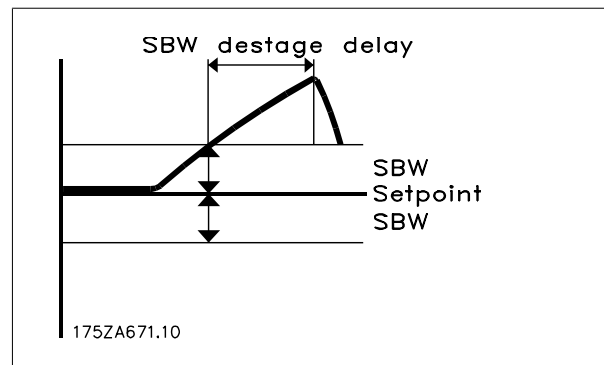 SBW destage delay
SBW
Setpoint
SBW
175ZA671.10